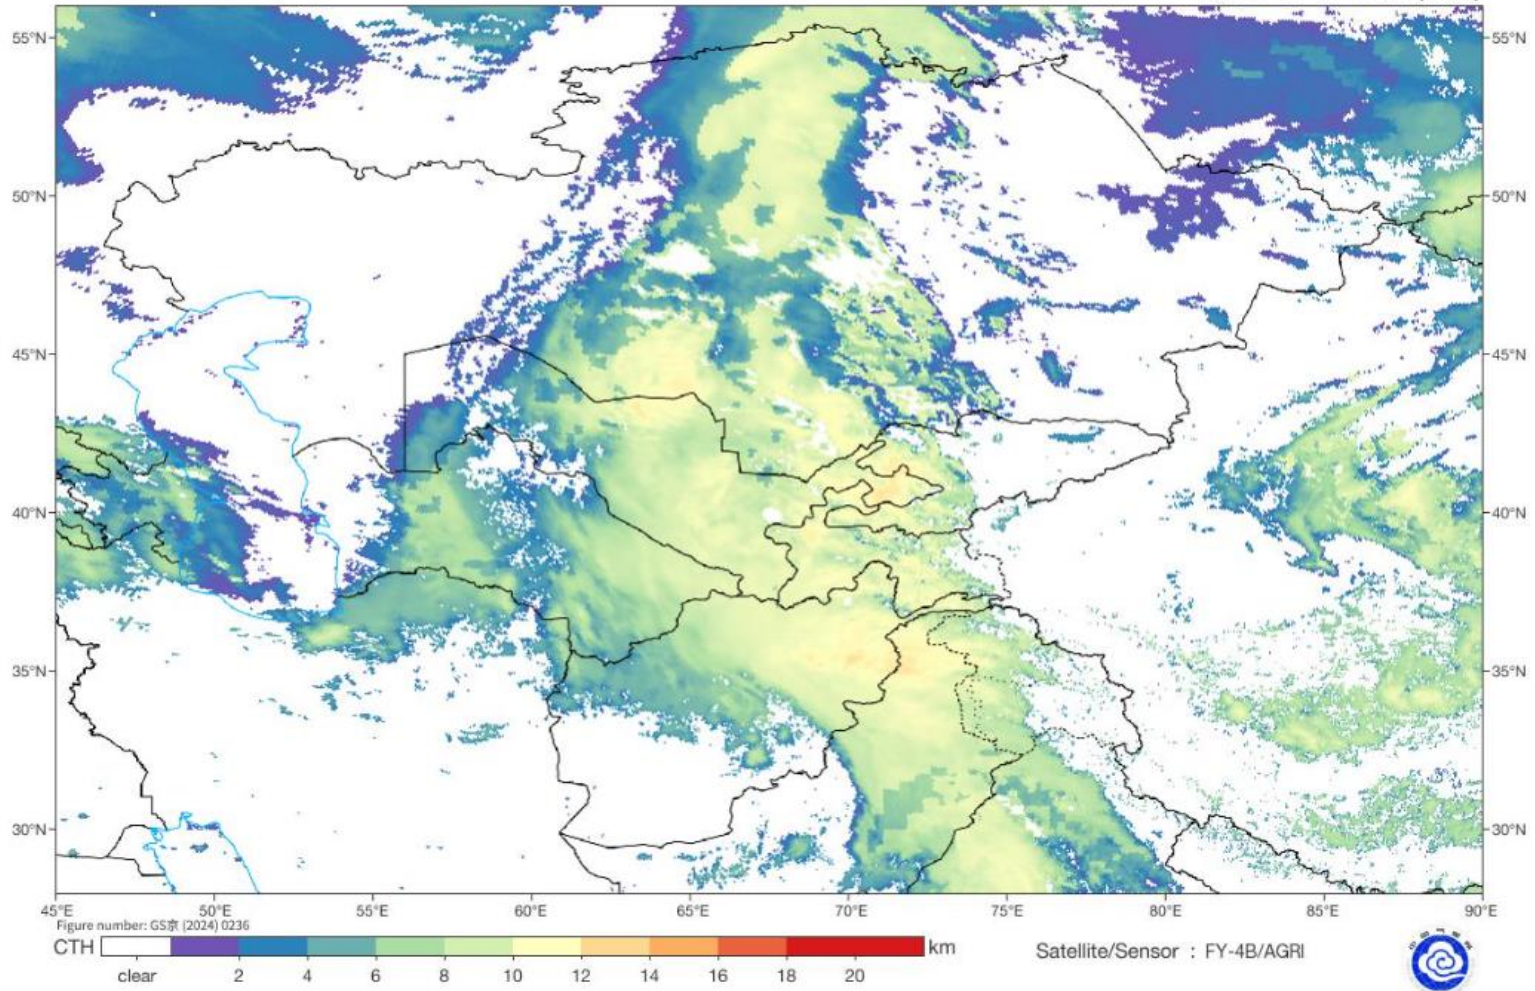 55°N 55°N
50°N 50°N
45°N 45°N
40°N 40°N
35°N 35°N
30°N 30°N
45°E 50°E 55°E 60°E 65°E 70°E 75°E 80°E 85°E 90°E
Figure number: GS京 (2024) 0236
CTH km Satellite/Sensor : FY-4B/AGRI
clear 2 4 6 8 10 12 14 16 18 20